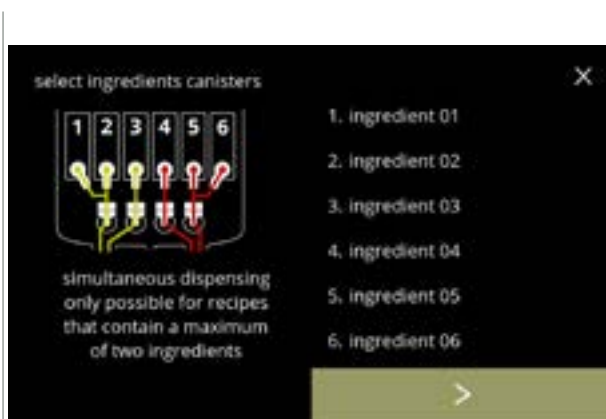 select ingredients canisters
1 2 3 4 5 6
simultaneous dispensing
only possible for recipes
that contain a maximum
of two ingredients
1. ingredient 01
2. ingredient 02
3. ingredient 03
4. ingredient 04
5. ingredient 05
6. ingredient 06